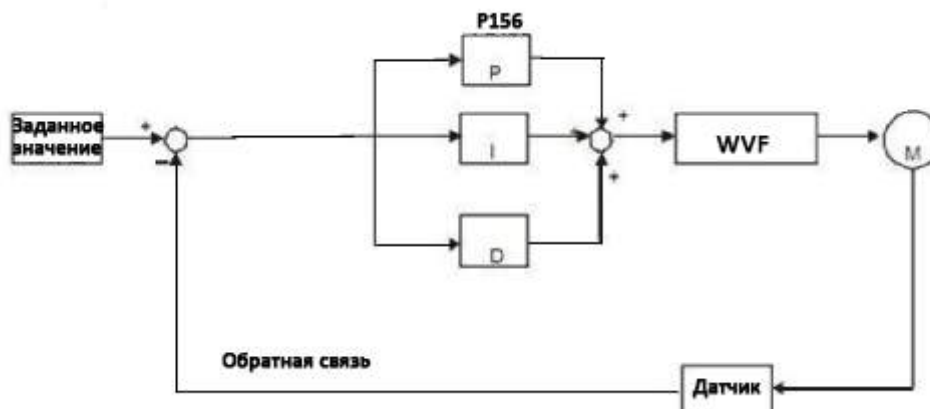 P156
P
Заданное
значение
+
−
I
+
+
WVF
M
D
Обратная связь
Датчик